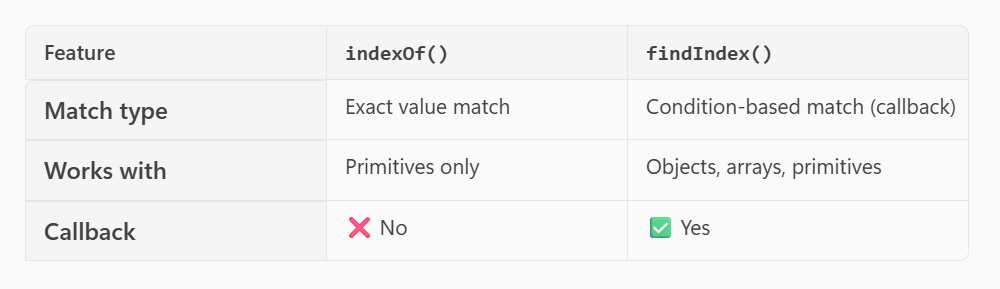 Feature indexOf() findIndex()
Match type Exact value match Condition-based match (callback)
Works with Primitives only Objects, arrays, primitives
Callback ❌ No ✅ Yes